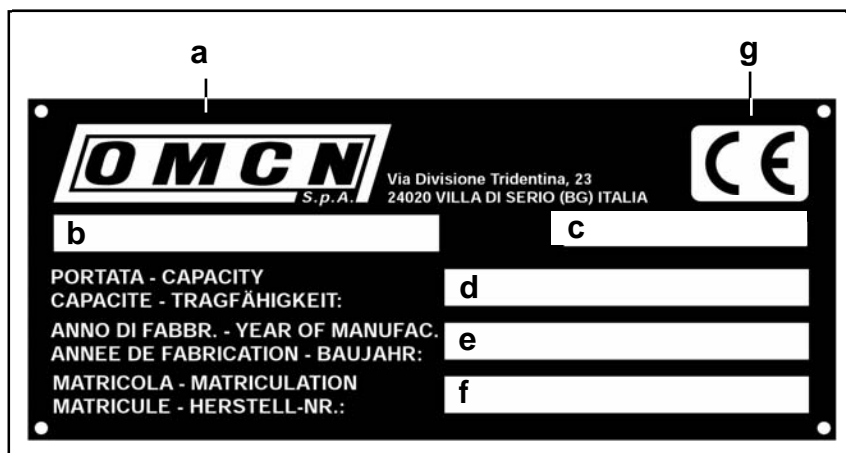 a
g
OMCN
S.p.A.
Via Divisione Tridentina, 23
24020 VILLA DI SERIO (BG) ITALIA
CE
b
c
PORTATA - CAPACITY
CAPACITE - TRAGFÄHIGKEIT:
d
ANNO DI FABBR. - YEAR OF MANUFAC.
ANNEE DE FABRICATION - BAUJAHR:
e
MATRICOLA - MATRICULATION
MATRICULE - HERSTELL-NR.:
f